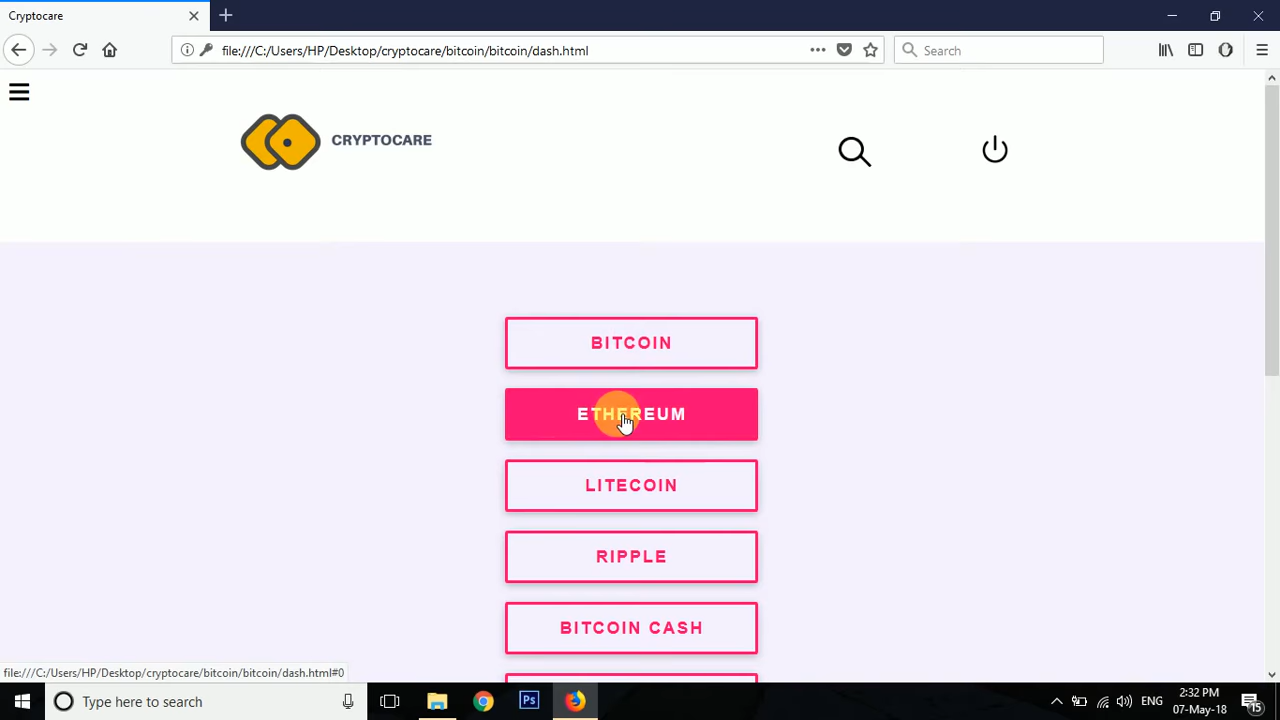 Cryptocare
file:///C:/Users/HP/Desktop/cryptocare/bitcoin/bitcoin/dash.html
Search
CRYPTOCARE
BITCOIN
ETHEREUM
LITECOIN
RIPPLE
BITCOIN CASH
file:///C:/Users/HP/Desktop/cryptocare/bitcoin/bitcoin/dash.html#0
Type here to search
Ps
ENG
2:32 PM
07-May-18
15